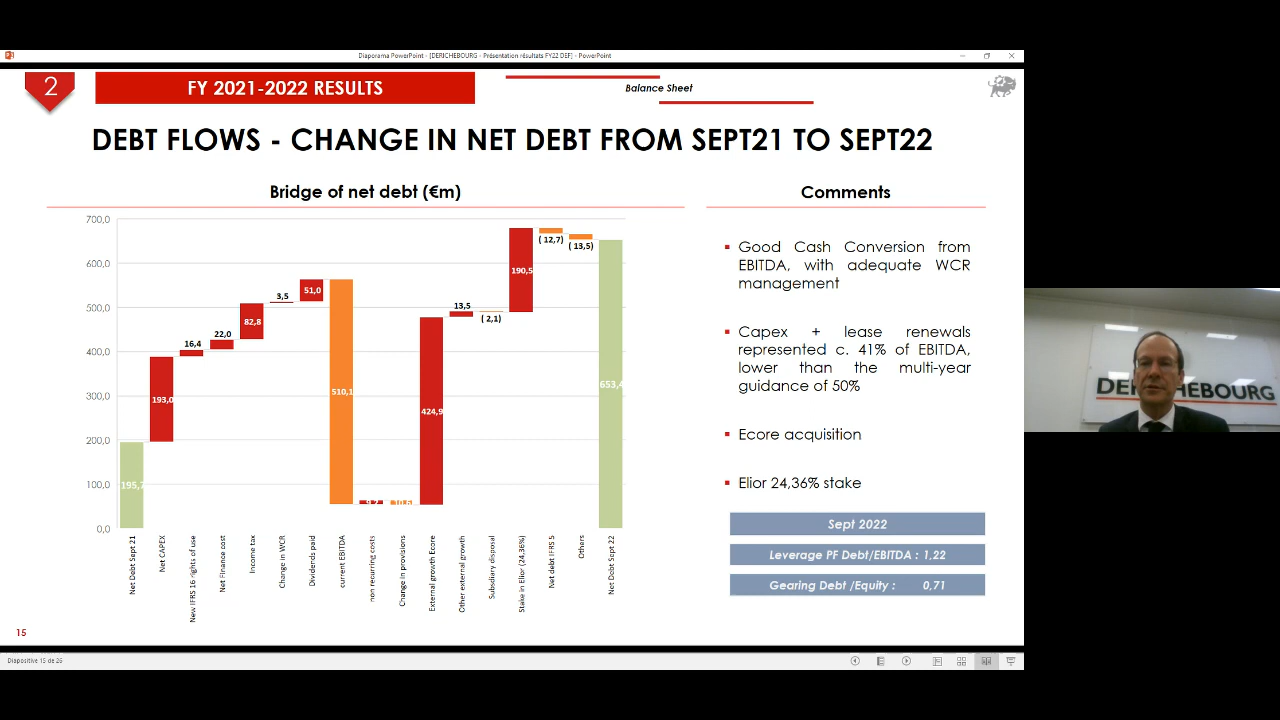 Diaporama PowerPoint - [DERICHEBOURG - Présentation résultats FY22 DEF] - PowerPoint
2
FY 2021-2022 RESULTS
Balance Sheet
DEBT FLOWS - CHANGE IN NET DEBT FROM SEPT21 TO SEPT22
Bridge of net debt (€m)
700,0
600,0
500,0
400,0
300,0
200,0
100,0
0,0
195,7
193,0
16,4
22,0
82,8
3,5
51,0
510,1
9,2
10,6
424,9
13,5
( 2,1)
190,5
( 12,7)
( 13,5)
653,4
Net Debt Sept 21
Net CAPEX
New IFRS 16 rights of use
Net Finance cost
Income tax
Change in WCR
Dividends paid
current EBITDA
non recurring costs
Change in provisions
External growth Ecore
Other external growth
Subsdiary disposal
Stake in Elior (24,36%)
Net debt IFRS 5
Others
Net Debt Sept 22
Comments
Good Cash Conversion from
EBITDA, with adequate WCR
management
Capex + lease renewals
represented c. 41% of EBITDA,
lower than the multi-year
guidance of 50%
Ecore acquisition
Elior 24,36% stake
Sept 2022
Leverage PF Debt/EBITDA : 1,22
Gearing Debt /Equity : 0,71
15
Diapositive 15 de 26
DERICHEBOURG